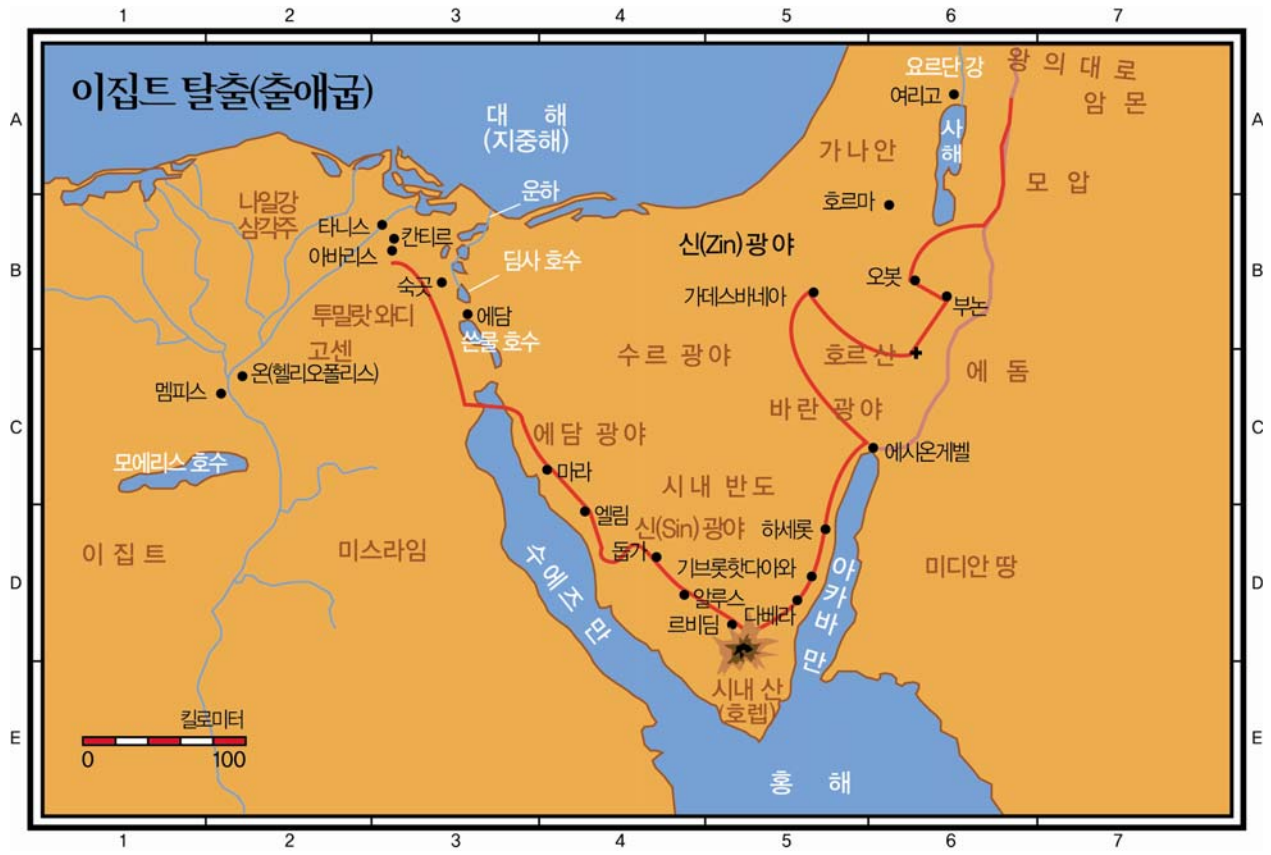 1 2 3 4 5 6 7
이집트 탈출(출애굽)
대 해
(지중해)
요르단 강
왕 의 대 로
여리고
암 몬
A
A
사
해
가나안
모 압
운하
호르마
나일강
삼각주
타니스
칸티르
아바리스
신(Zin) 광야
딤사 호수
B
B
숙곳
오봇
가데스바네아
부논
에담
투밀랏 와디
쓴물 호수
고센
수르 광야
호르 산
에 돔
온(헬리오폴리스)
멤피스
바란 광야
C
C
에담 광야
에시온게벨
모에리스 호수
마라
시내 반도
엘림
신(Sin) 광야
하세롯
이 집 트
미스라임
돕가
기브롯핫다아와
미디안 땅
수에즈 만
아카바 만
D
D
알루스
다베라
르비딤
시내 산
(호렙)
킬로미터
0 100
E
E
홍 해
1 2 3 4 5 6 7